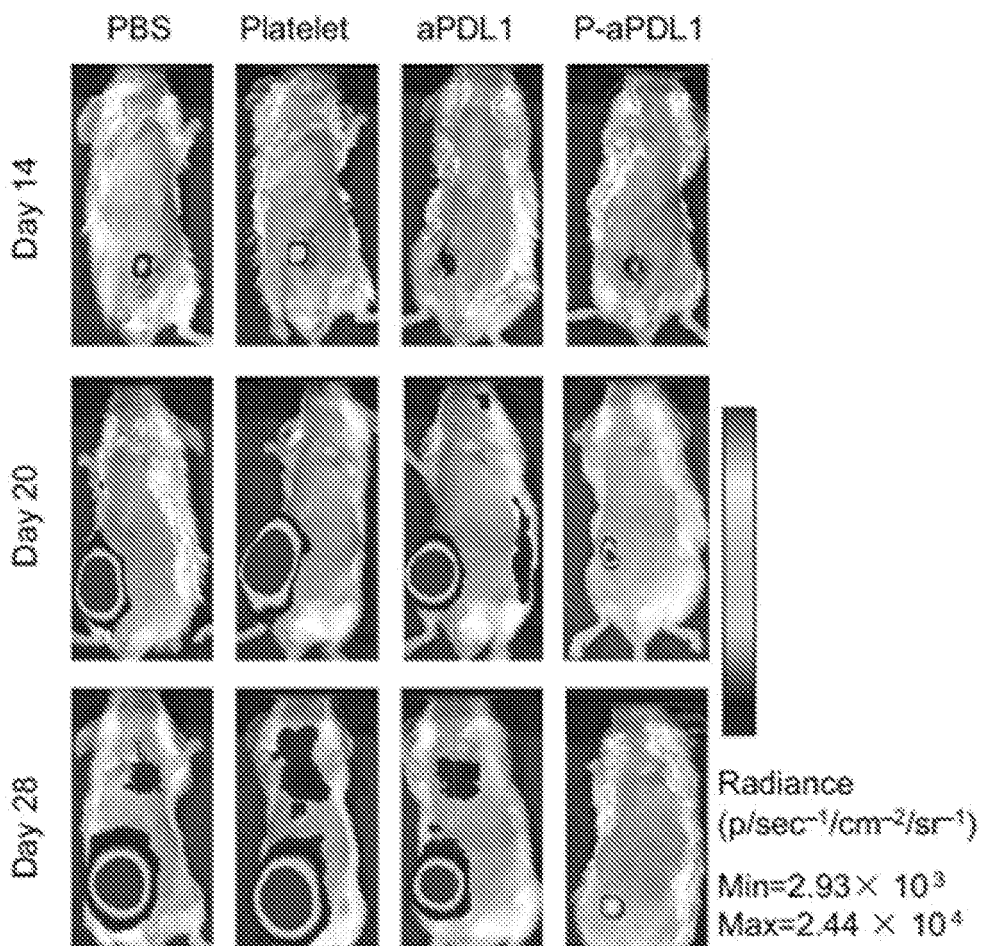 PBS Platelet aPDL1 P-aPDL1
Day 14
Day 20
Day 28
Radiance
(p/sec⁻¹/cm⁻²/sr⁻¹)
Min=2.93× 10³
Max=2.44 × 10⁴